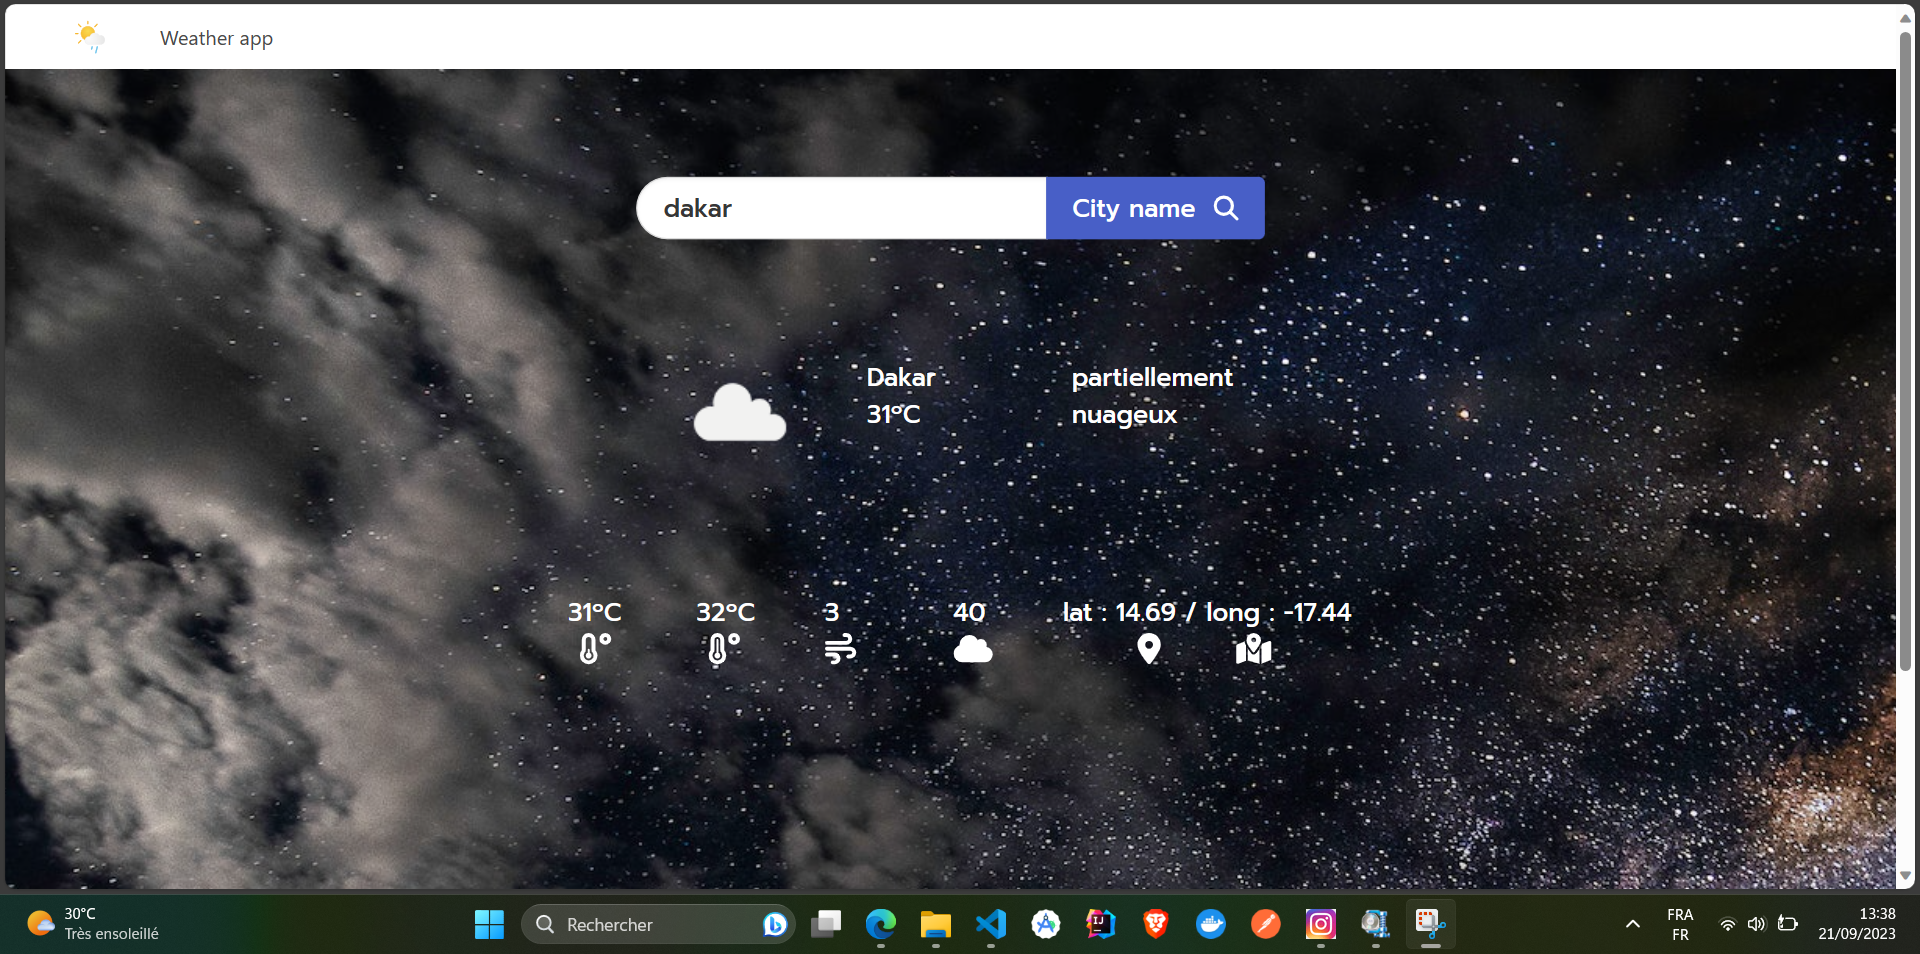 Weather app
dakar
City name
Dakar
31°C
partiellement
nuageux
31°C
32°C
3
40
lat : 14.69 / long : -17.44
30°C
Très ensoleillé
Rechercher
FRA
FR
13:38
21/09/2023